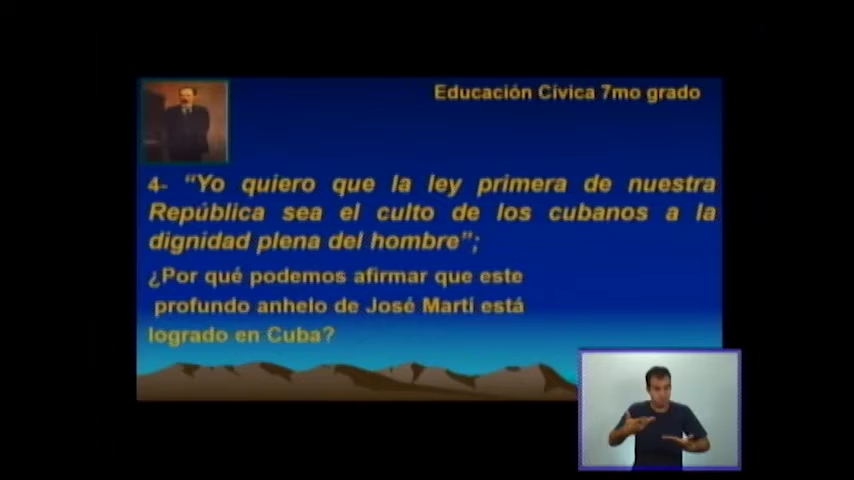 Educación Cívica 7mo grado
4- “Yo quiero que la ley primera de nuestra
República sea el culto de los cubanos a la
dignidad plena del hombre”;
¿Por qué podemos afirmar que este
profundo anhelo de José Martí está
logrado en Cuba?